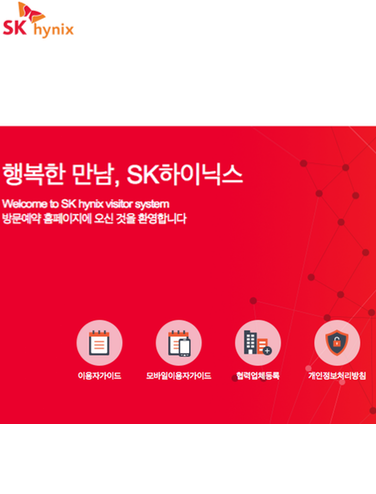 SK hynix
행복한 만남, SK하이닉스
Welcome to SK hynix visitor system
방문예약 홈페이지에 오신 것을 환영합니다
이용자가이드 모바일이용자가이드 협력업체등록 개인정보처리방침